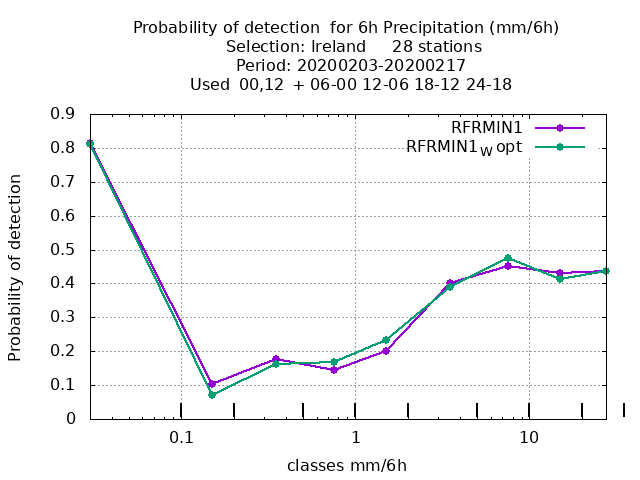 Probability of detection  for 6h Precipitation (mm/6h)
Selection: Ireland     28 stations
Period: 20200203-20200217
Used  00,12  + 06-00 12-06 18-12 24-18
RFRMIN1
RFRMIN1W opt
0.9
0.8
0.7
0.6
0.5
0.4
0.3
0.2
0.1
0
Probability of detection
0.1
1
10
classes mm/6h